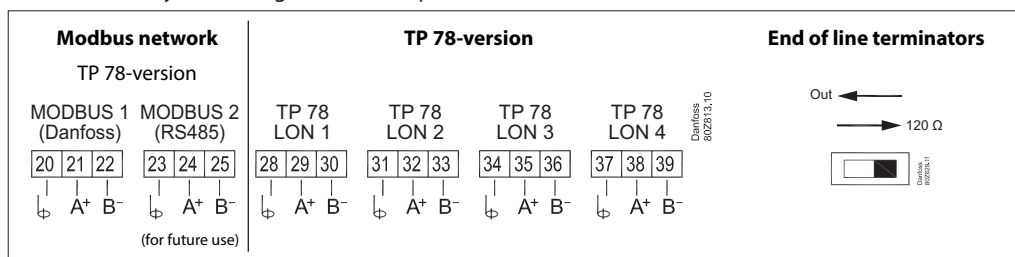 Modbus network
TP 78-version
MODBUS 1
(Danfoss)
20 21 22
A+ B-
MODBUS 2
(RS485)
23 24 25
A+ B-
(for future use)
TP 78-version
TP 78
LON 1
28 29 30
A+ B-
TP 78
LON 2
31 32 33
A+ B-
TP 78
LON 3
34 35 36
A+ B-
TP 78
LON 4
37 38 39
A+ B-
Danfoss
80Z813,10
End of line terminators
Out
120 Ω
Danfoss